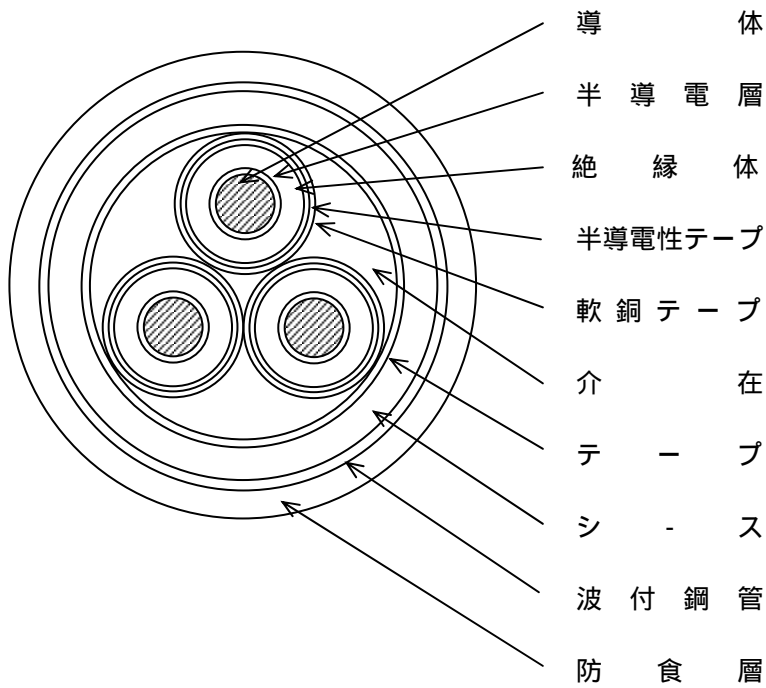 導体
半導電層
絶縁体
半導電性テープ
軟銅テープ
介在
テープ
シ-ス
波付鋼管
防食層